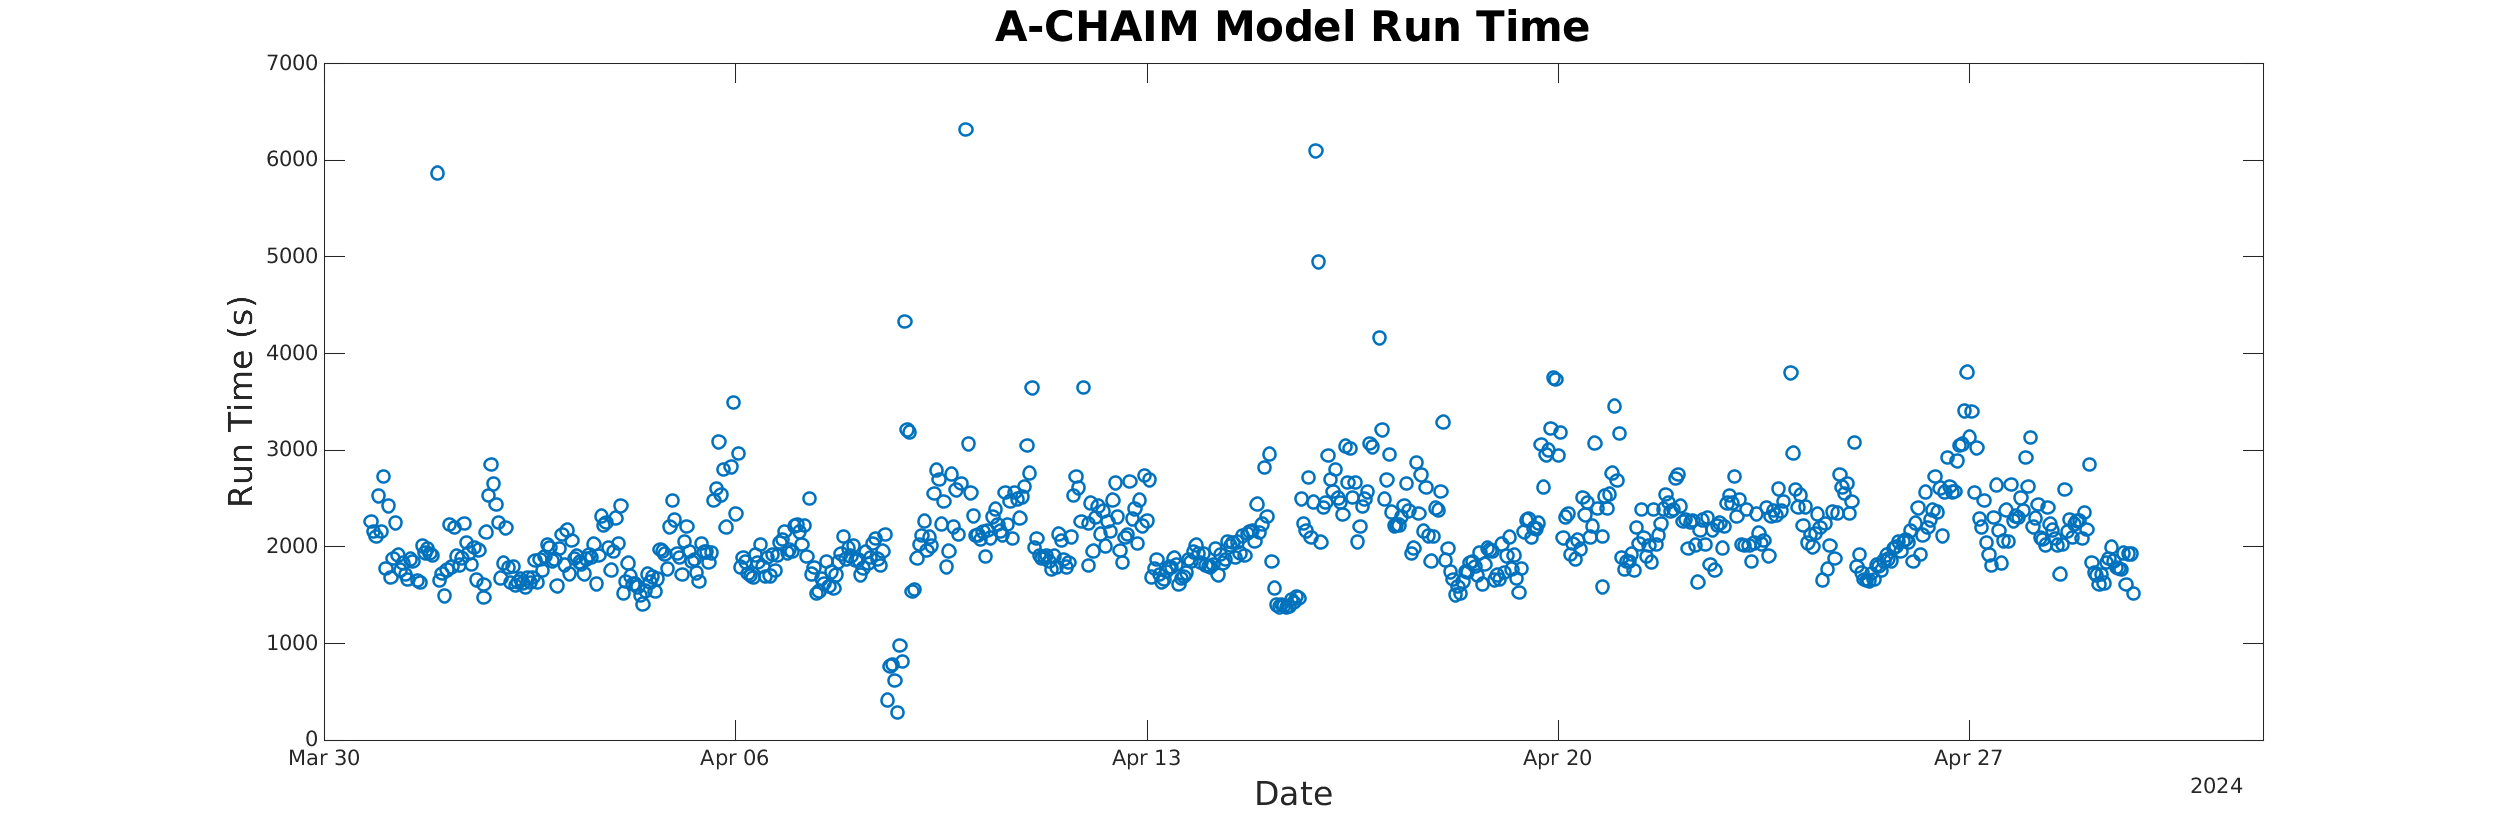 A-CHAIM Model Run Time
Run Time (s)
7000
6000
5000
4000
3000
2000
1000
0
Mar 30 Apr 06 Apr 13 Apr 20 Apr 27
Date
2024